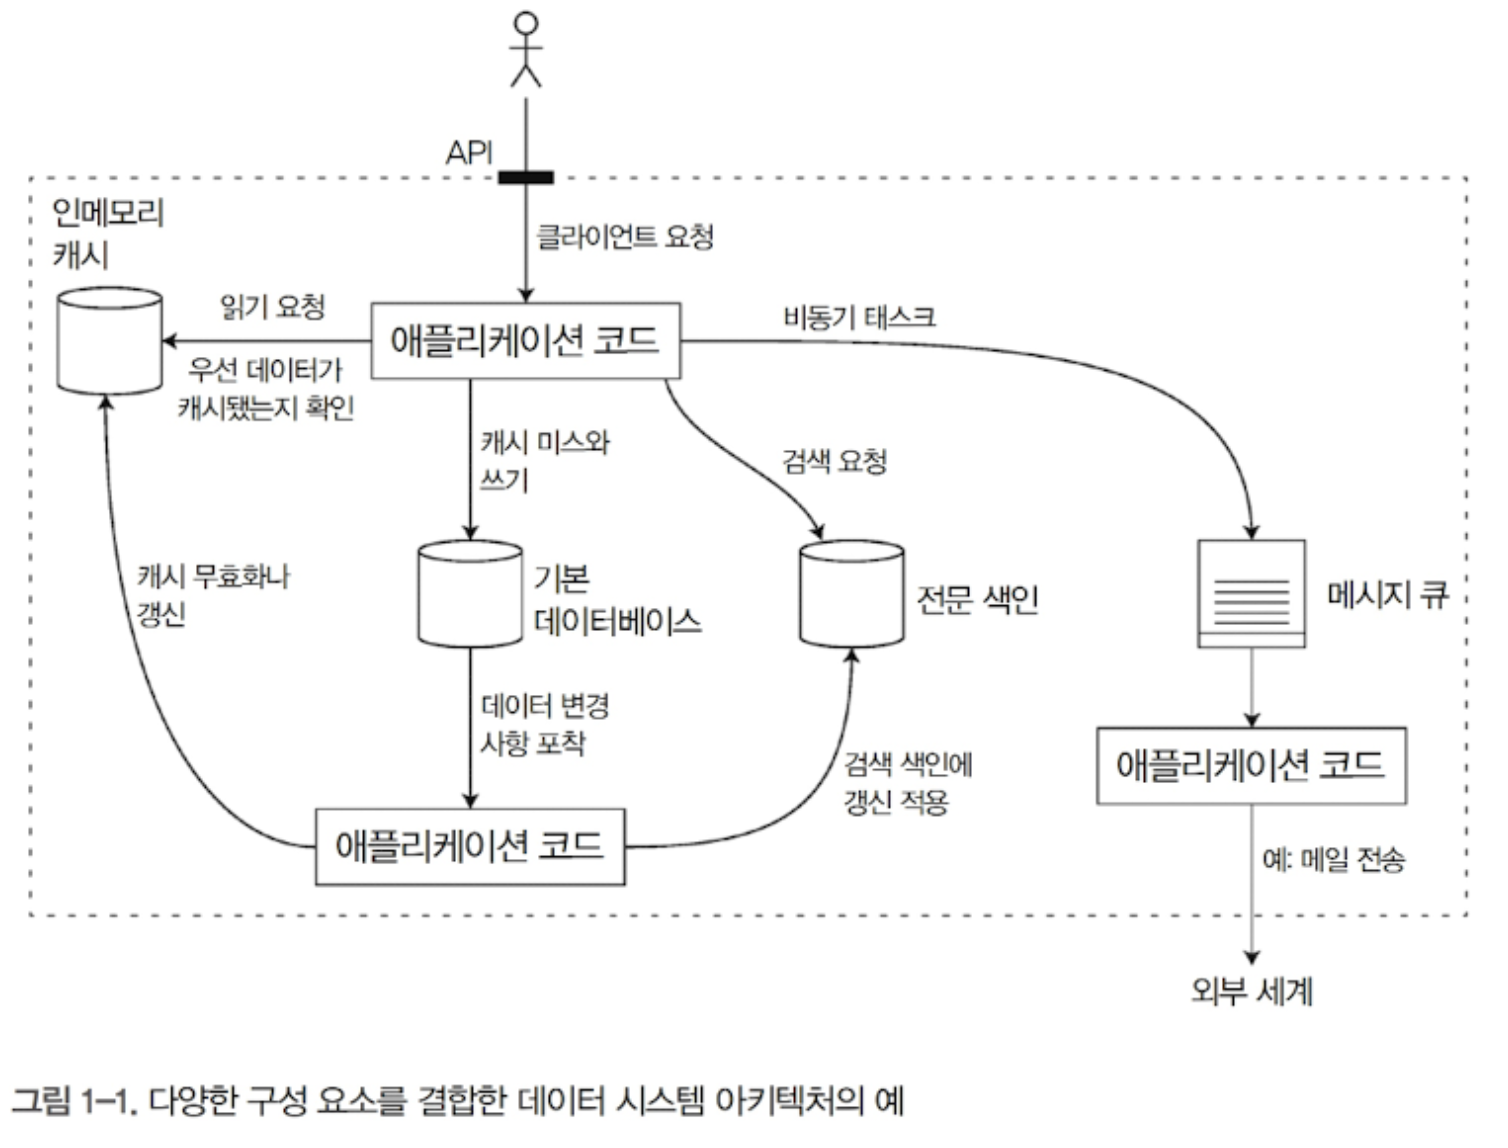 API
인메모리
캐시
클라이언트 요청
읽기 요청
애플리케이션 코드
비동기 태스크
우선 데이터가
캐시됐는지 확인
캐시 미스와
쓰기
검색 요청
캐시 무효화나
갱신
기본
데이터베이스
전문 색인
메시지 큐
데이터 변경
사항 포착
검색 색인에
갱신 적용
애플리케이션 코드
애플리케이션 코드
예: 메일 전송
외부 세계
그림 1-1. 다양한 구성 요소를 결합한 데이터 시스템 아키텍처의 예